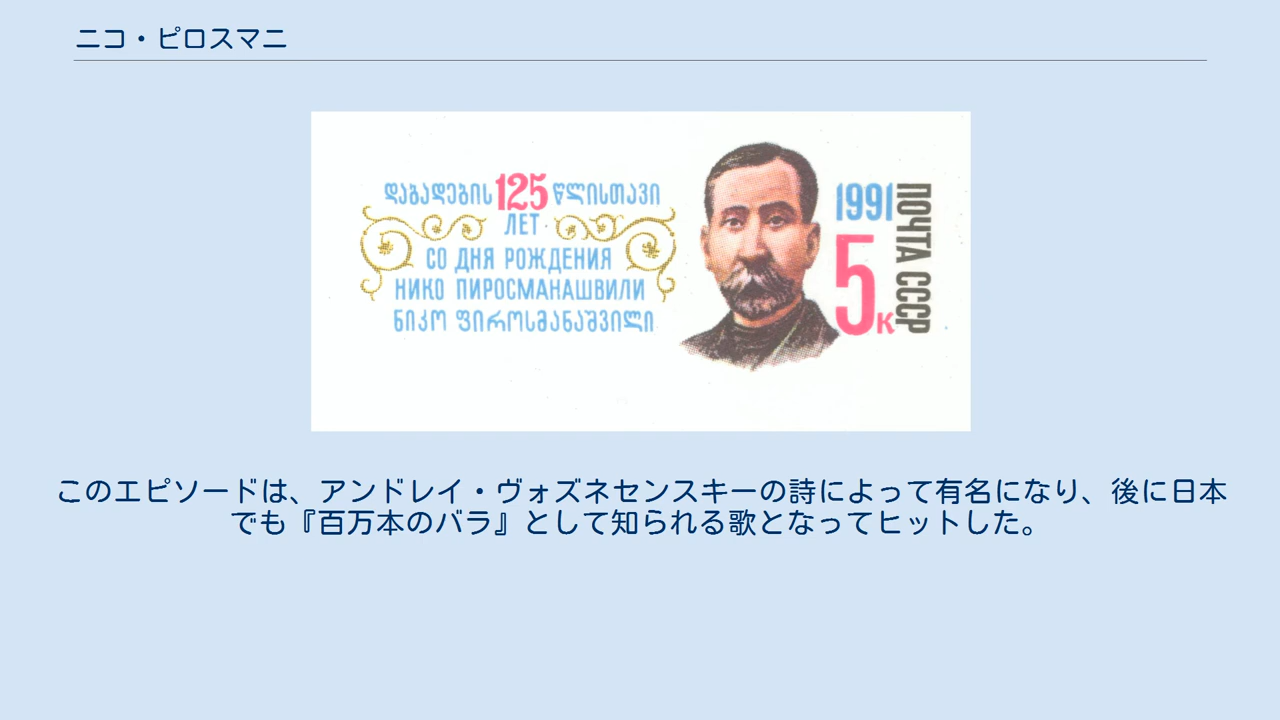 ニコ・ピロスマニ
დაბადების 125 წლისთავი
ЛЕТ
СО ДНЯ РОЖДЕНИЯ
НИКО ПИРОСМАНАШВИЛИ
ნიკო ფიროსმანაშვილი
1991
5к
ПОЧТА СССР
このエピソードは、アンドレイ・ヴォズネセンスキーの詩によって有名になり、後に日本
でも『百万本のバラ』として知られる歌となってヒットした。